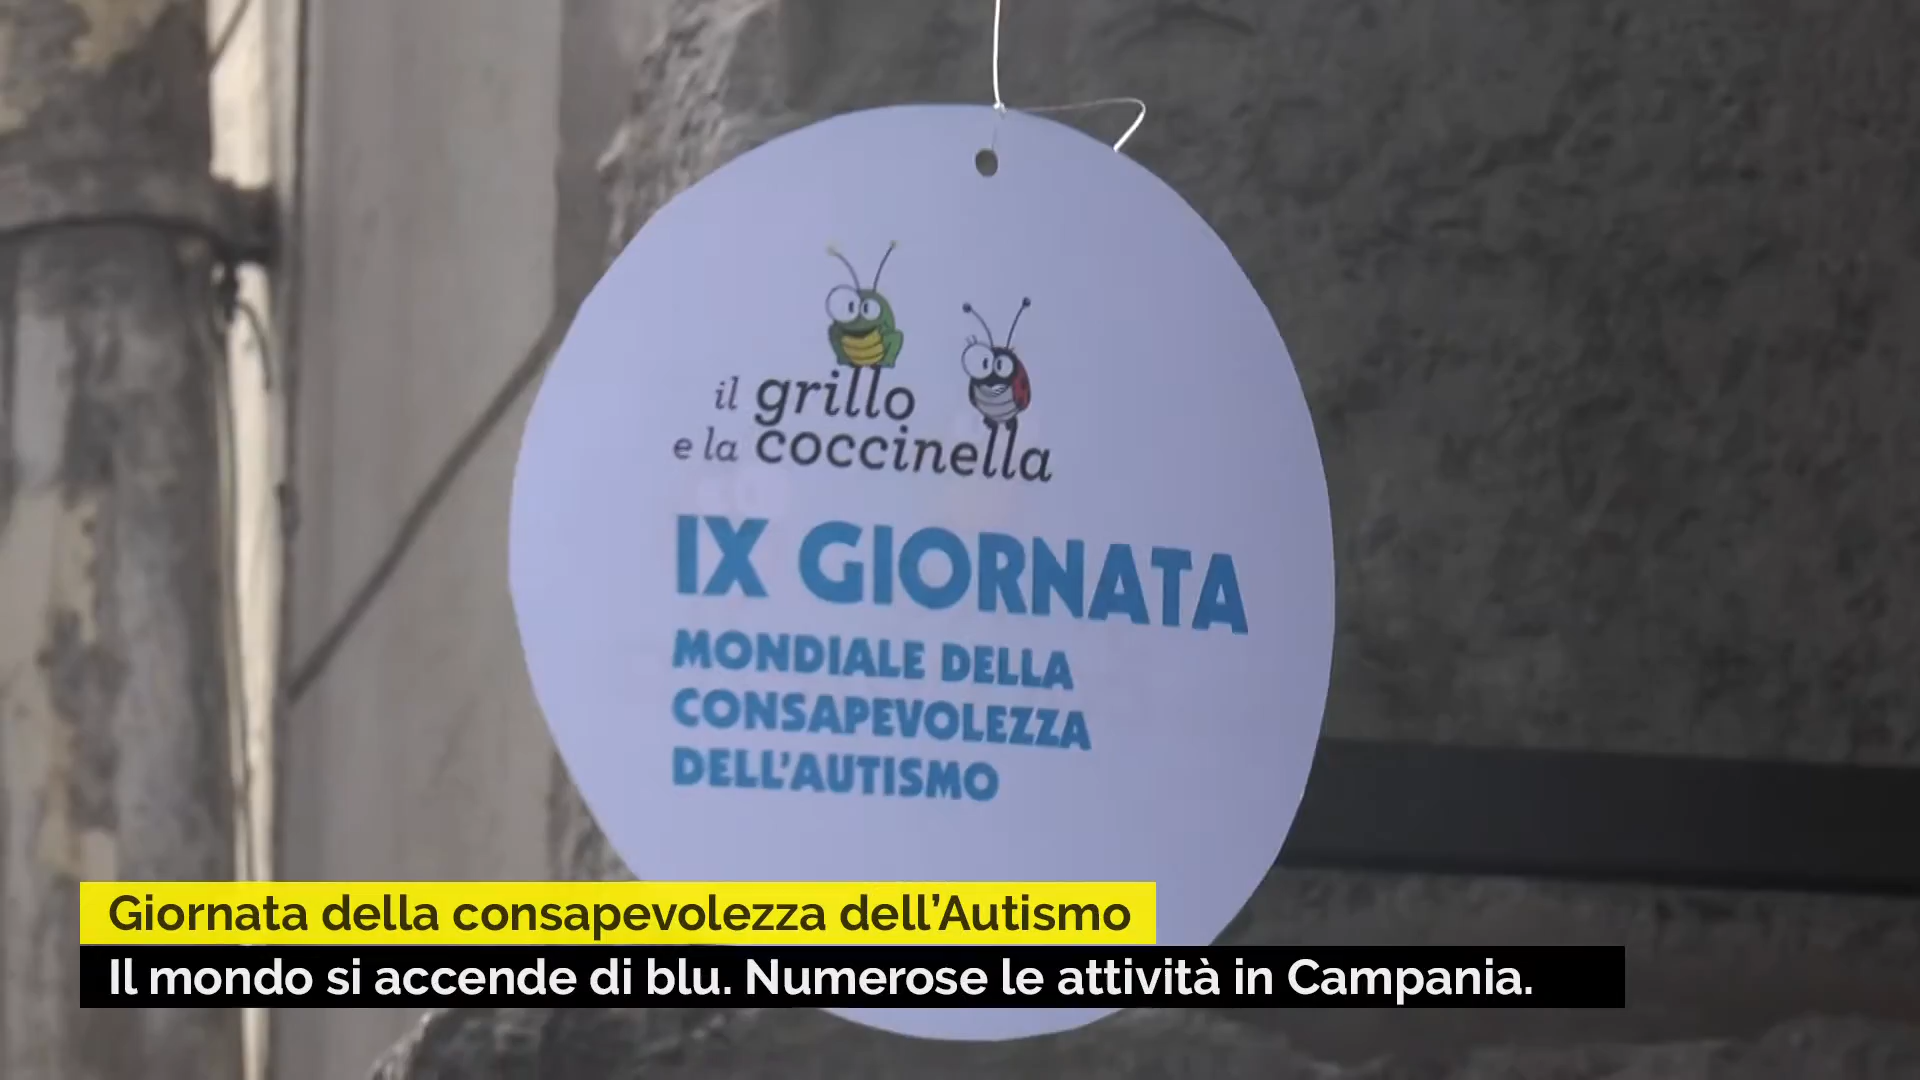 il grillo
e la coccinella
IX GIORNATA
MONDIALE DELLA
CONSAPEVOLEZZA
DELL'AUTISMO
Giornata della consapevolezza dell’Autismo
Il mondo si accende di blu. Numerose le attività in Campania.